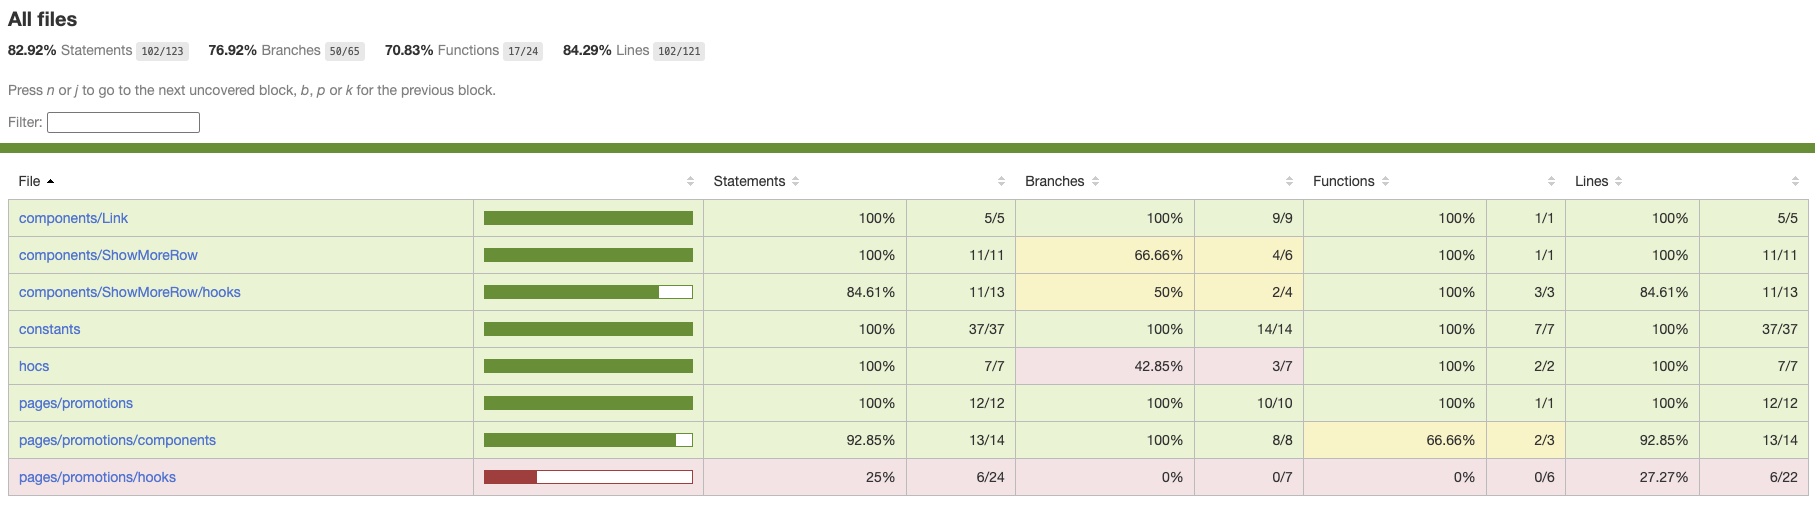 All files
82.92% Statements 102/123 76.92% Branches 50/65 70.83% Functions 17/24 84.29% Lines 102/121
Press n or j to go to the next uncovered block, b, p or k for the previous block.
Filter:
File Statements Branches Functions Lines
components/Link 100% 5/5 100% 9/9 100% 1/1 100% 5/5
components/ShowMoreRow 100% 11/11 66.66% 4/6 100% 1/1 100% 11/11
components/ShowMoreRow/hooks 84.61% 11/13 50% 2/4 100% 3/3 84.61% 11/13
constants 100% 37/37 100% 14/14 100% 7/7 100% 37/37
hocs 100% 7/7 42.85% 3/7 100% 2/2 100% 7/7
pages/promotions 100% 12/12 100% 10/10 100% 1/1 100% 12/12
pages/promotions/components 92.85% 13/14 100% 8/8 66.66% 2/3 92.85% 13/14
pages/promotions/hooks 25% 6/24 0% 0/7 0% 0/6 27.27% 6/22